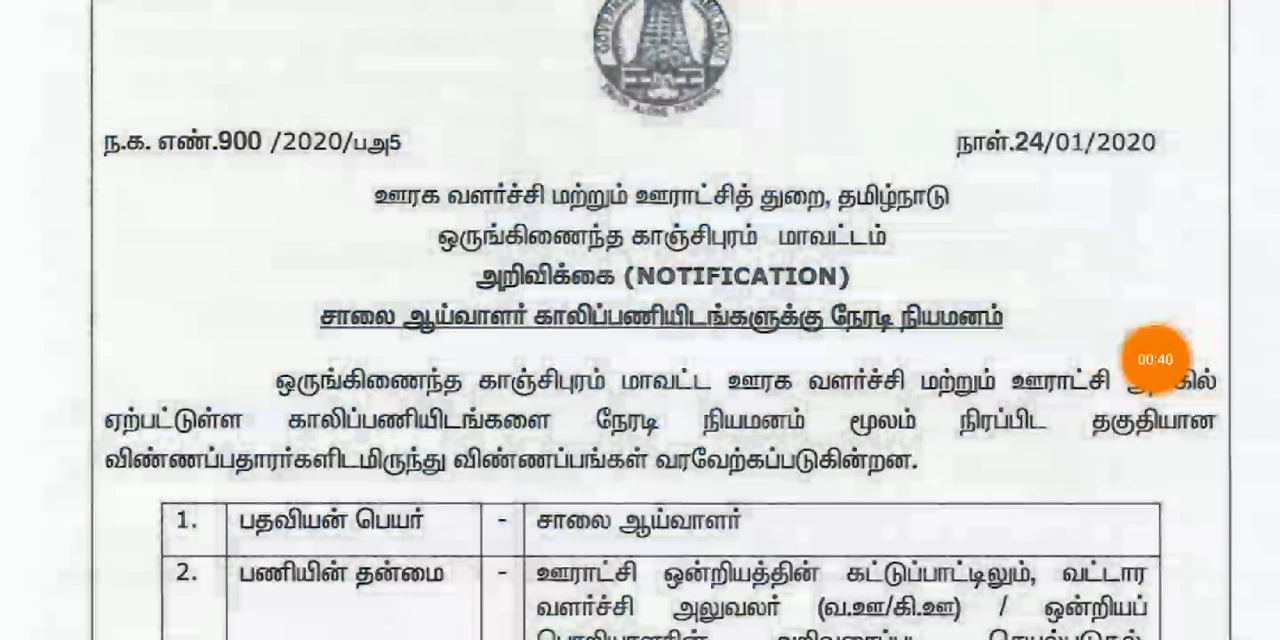 ந.க. எண்.900 /2020/பஅ5
நாள்.24/01/2020
ஊரக வளர்ச்சி மற்றும் ஊராட்சித் துறை, தமிழ்நாடு
ஒருங்கிணைந்த காஞ்சிபுரம் மாவட்டம்
அறிவிக்கை (NOTIFICATION)
சாலை ஆய்வாளர் காலிப்பணியிடங்களுக்கு நேரடி நியமனம்
ஒருங்கிணைந்த காஞ்சிபுரம் மாவட்ட ஊரக வளர்ச்சி மற்றும் ஊராட்சி
00:40
ஏற்பட்டுள்ள காலிப்பணியிடங்களை நேரடி நியமனம் மூலம் நிரப்பிட தகுதியான
விண்ணப்பதாரர்களிடமிருந்து விண்ணப்பங்கள் வரவேற்கப்படுகின்றன.
1. பதவியன் பெயர் - சாலை ஆய்வாளர்
2. பணியின் தன்மை - ஊராட்சி ஒன்றியத்தின் கட்டுப்பாட்டிலும், வட்டார
வளர்ச்சி அலுவலர் (வ.ஊ/கி.ஊ) / ஒன்றியப்